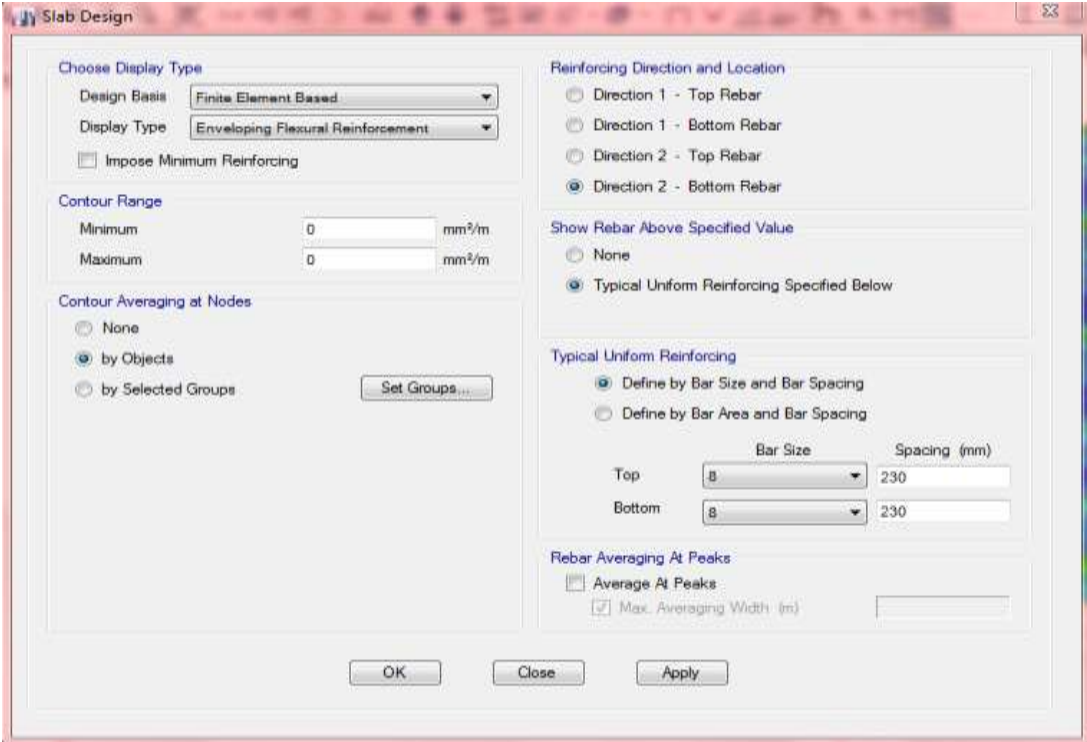 Slab Design
Choose Display Type
Design Basis Finite Element Based
Display Type Enveloping Flexural Reinforcement
Impose Minimum Reinforcing
Contour Range
Minimum 0 mm²/m
Maximum 0 mm²/m
Contour Averaging at Nodes
None
by Objects
by Selected Groups Set Groups...
Reinforcing Direction and Location
Direction 1 - Top Rebar
Direction 1 - Bottom Rebar
Direction 2 - Top Rebar
Direction 2 - Bottom Rebar
Show Rebar Above Specified Value
None
Typical Uniform Reinforcing Specified Below
Typical Uniform Reinforcing
Define by Bar Size and Bar Spacing
Define by Bar Area and Bar Spacing
Bar Size Spacing (mm)
Top 8 230
Bottom 8 230
Rebar Averaging At Peaks
Average At Peaks
Max. Averaging Width (m)
OK Close Apply